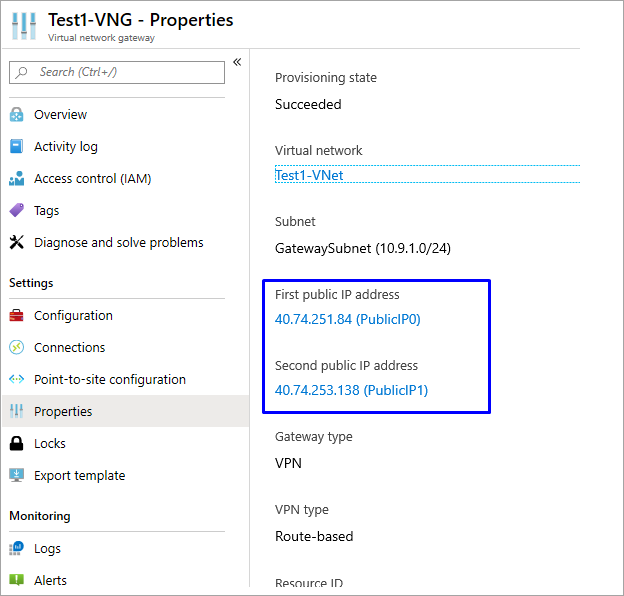 Test1-VNG - Properties
Virtual network gateway
Search (Ctrl+/)
«
Overview
Activity log
Access control (IAM)
Tags
Diagnose and solve problems
Settings
Configuration
Connections
Point-to-site configuration
Properties
Locks
Export template
Monitoring
Logs
Alerts
Provisioning state
Succeeded
Virtual network
Test1-VNet
Subnet
GatewaySubnet (10.9.1.0/24)
First public IP address
40.74.251.84 (PublicIP0)
Second public IP address
40.74.253.138 (PublicIP1)
Gateway type
VPN
VPN type
Route-based
Resource ID